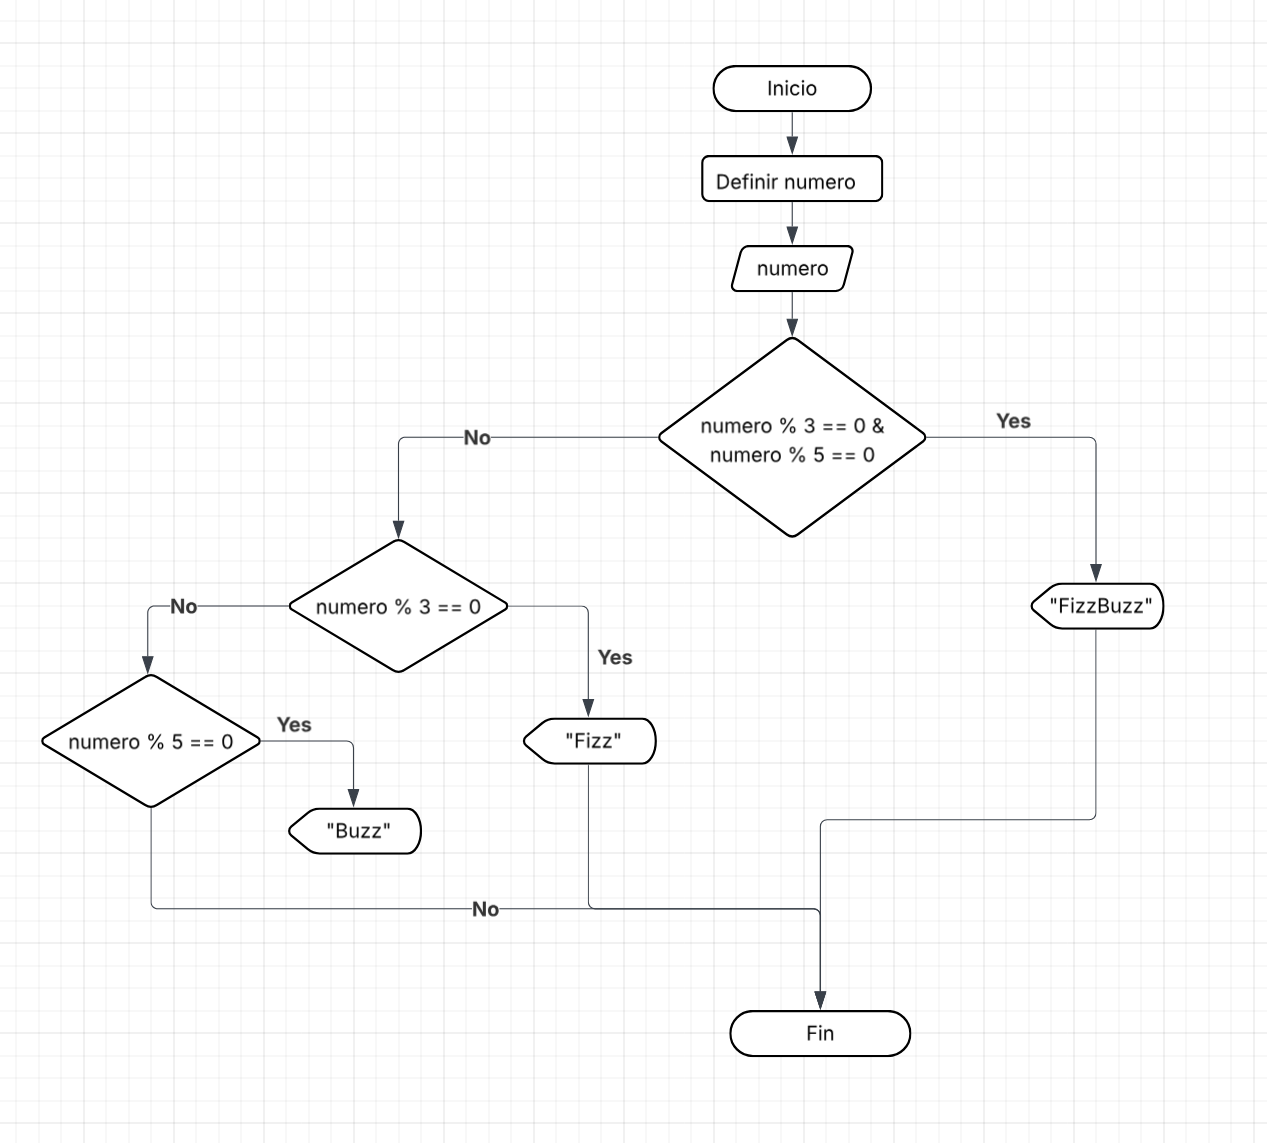 Inicio
Definir numero
numero
numero % 3 == 0 &
numero % 5 == 0
No
Yes
numero % 3 == 0
No
Yes
"FizzBuzz"
numero % 5 == 0
Yes
"Fizz"
"Buzz"
No
Fin